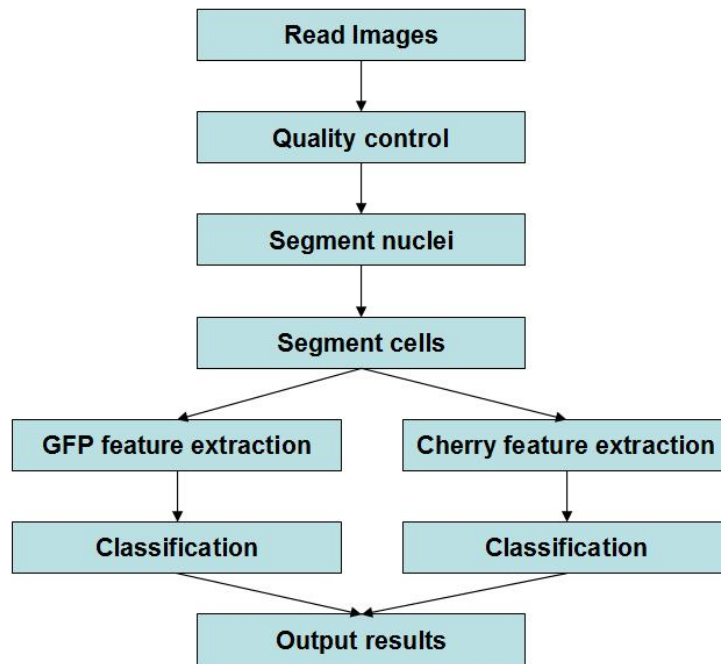 Read Images
Quality control
Segment nuclei
Segment cells
GFP feature extraction
Cherry feature extraction
Classification
Classification
Output results